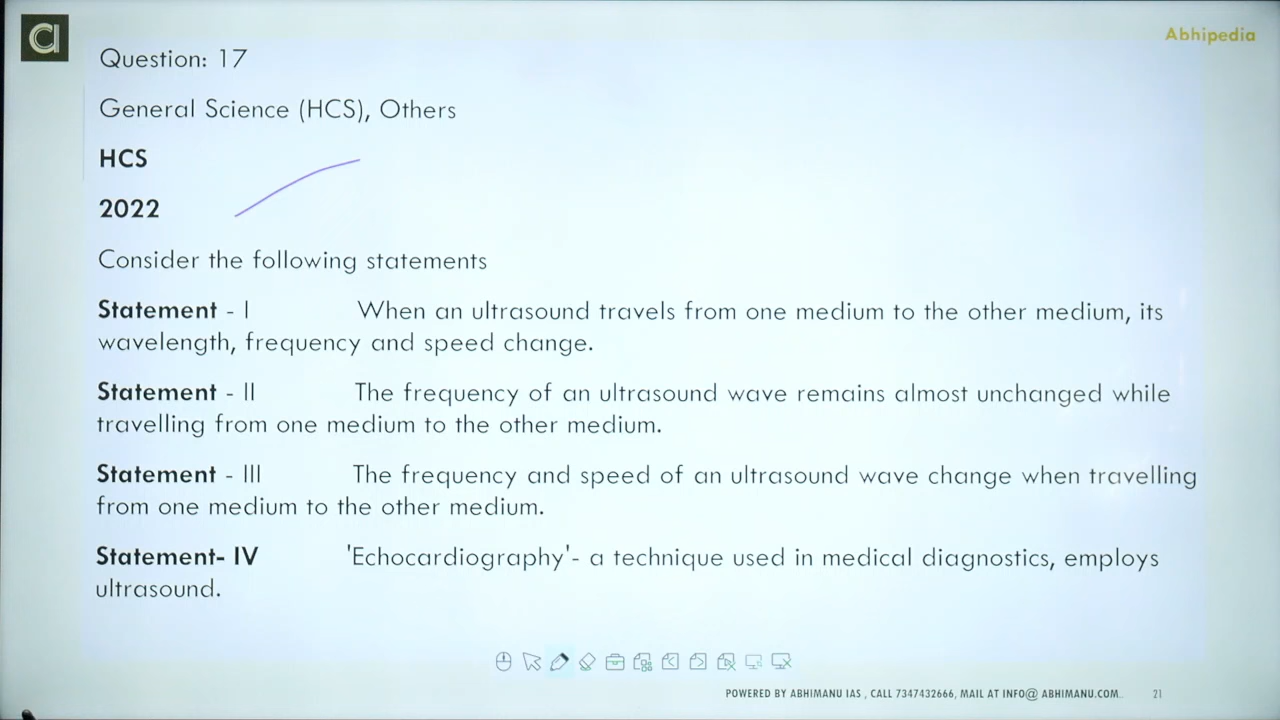 Abhipedia
Question: 17
General Science (HCS), Others
HCS
2022
Consider the following statements
Statement - I When an ultrasound travels from one medium to the other medium, its
wavelength, frequency and speed change.
Statement - II The frequency of an ultrasound wave remains almost unchanged while
travelling from one medium to the other medium.
Statement - III The frequency and speed of an ultrasound wave change when travelling
from one medium to the other medium.
Statement- IV 'Echocardiography'- a technique used in medical diagnostics, employs
ultrasound.
POWERED BY ABHIMANU IAS , CALL 7347432666, MAIL AT INFO@ ABHIMANU.COM..
21